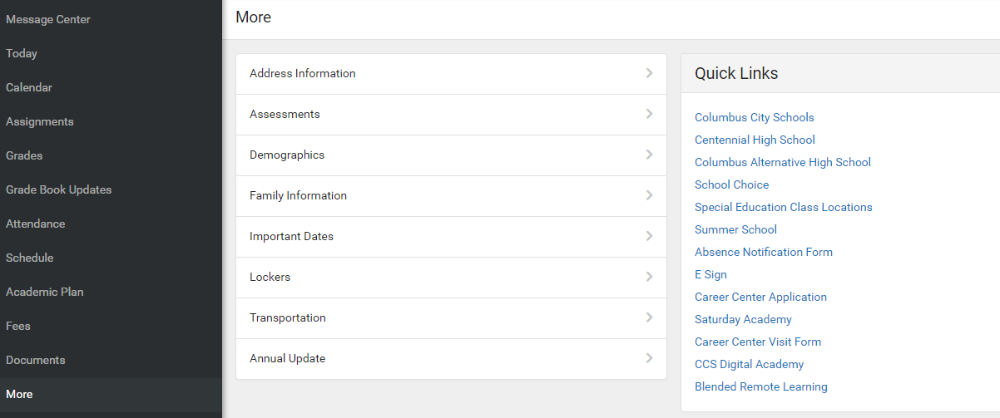 Message Center
Today
Calendar
Assignments
Grades
Grade Book Updates
Attendance
Schedule
Academic Plan
Fees
Documents
More
More
Address Information
Assessments
Demographics
Family Information
Important Dates
Lockers
Transportation
Annual Update
Quick Links
Columbus City Schools
Centennial High School
Columbus Alternative High School
School Choice
Special Education Class Locations
Summer School
Absence Notification Form
E Sign
Career Center Application
Saturday Academy
Career Center Visit Form
CCS Digital Academy
Blended Remote Learning